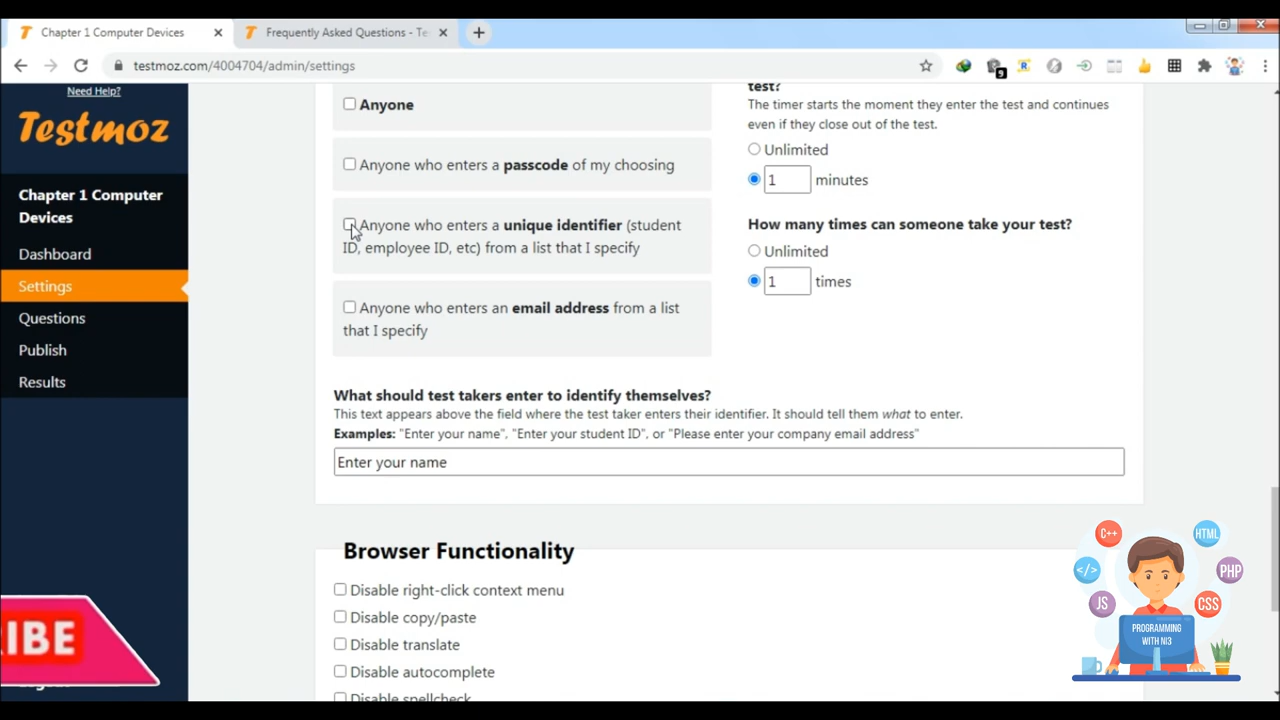 Chapter 1 Computer Devices
Frequently Asked Questions - Te
testmoz.com/4004704/admin/settings
9
R
Need Help?
Testmoz
Chapter 1 Computer
Devices
Dashboard
Settings
Questions
Publish
Results
RIBE
Anyone
Anyone who enters a passcode of my choosing
Anyone who enters a unique identifier (student
ID, employee ID, etc) from a list that I specify
Anyone who enters an email address from a list
that I specify
test?
The timer starts the moment they enter the test and continues
even if they close out of the test.
Unlimited
1 minutes
How many times can someone take your test?
Unlimited
1 times
What should test takers enter to identify themselves?
This text appears above the field where the test taker enters their identifier. It should tell them what to enter.
Examples: "Enter your name", "Enter your student ID", or "Please enter your company email address"
Enter your name
Browser Functionality
Disable right-click context menu
Disable copy/paste
Disable translate
Disable autocomplete
Disable spellcheck
C++
HTML
</>
PHP
JS
CSS
PROGRAMMING
WITH NI3